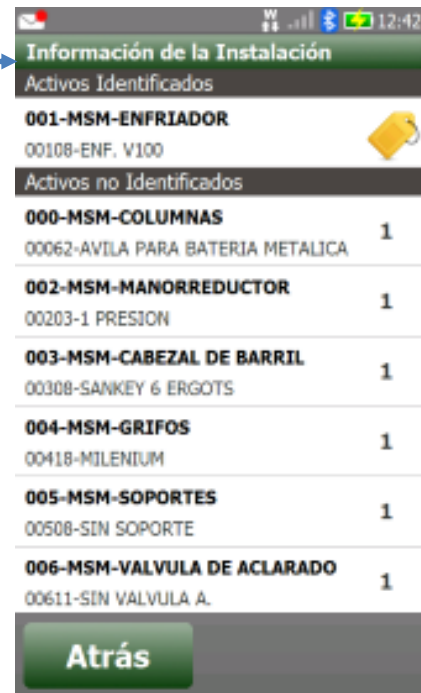 W 12:42
Información de la Instalación
Activos Identificados
001-MSM-ENFRIADOR
00108-ENF. V100
Activos no Identificados
000-MSM-COLUMNAS
00062-AVILA PARA BATERIA METALICA
1
002-MSM-MANORREDUCTOR
00203-1 PRESION
1
003-MSM-CABEZAL DE BARRIL
00308-SANKEY 6 ERGOTS
1
004-MSM-GRIFOS
00418-MILENIUM
1
005-MSM-SOPORTES
00508-SIN SOPORTE
1
006-MSM-VALVULA DE ACLARADO
00611-SIN VALVULA A.
1
Atrás